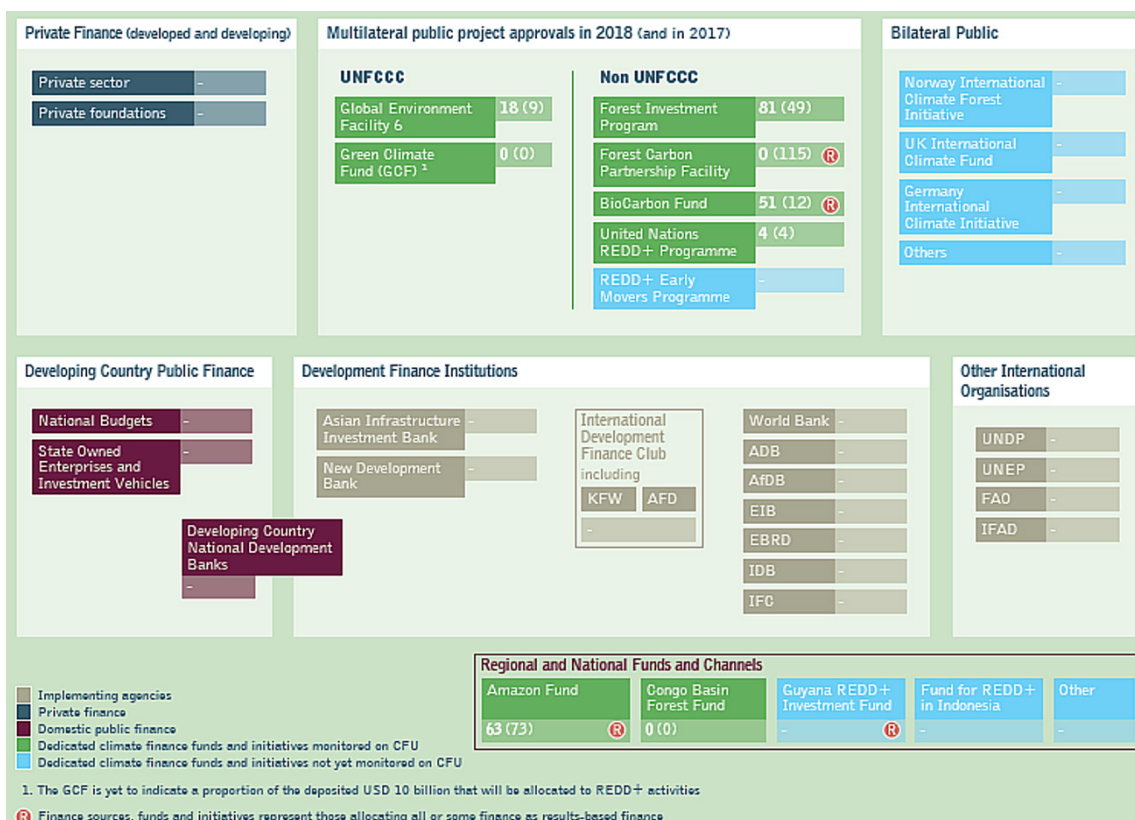 Private Finance (developed and developing)
Private sector -
Private foundations -
Multilateral public project approvals in 2018 (and in 2017)
UNFCCC
Global Environment
Facility 6
18 (9)
Green Climate
Fund (GCF) 1
0 (0)
Non UNFCCC
Forest Investment
Program
81 (49)
Forest Carbon
Partnership Facility
0 (115) R
BioCarbon Fund 51 (12) R
United Nations
REDD+ Programme
4 (4)
REDD+ Early
Movers Programme
-
Bilateral Public
Norway International
Climate Forest
Initiative
-
UK International
Climate Fund
-
Germany
International
Climate Initiative
-
Others -
Developing Country Public Finance
National Budgets -
State Owned
Enterprises and
Investment Vehicles
-
Developing Country
National Development
Banks
-
Development Finance Institutions
Asian Infrastructure
Investment Bank
-
New Development
Bank
-
International
Development
Finance Club
including
KFW AFD
-
World Bank -
ADB -
AfDB -
EIB -
EBRD -
IDB -
IFC -
Other International
Organisations
UNDP -
UNEP -
FAO -
IFAD -
Regional and National Funds and Channels
Amazon Fund
63 (73) R
Congo Basin
Forest Fund
0 (0)
Guyana REDD+
Investment Fund
- R
Fund for REDD+
in Indonesia
-
Other
-
Implementing agencies
Private finance
Domestic public finance
Dedicated climate finance funds and initiatives monitored on CFU
Dedicated climate finance funds and initiatives not yet monitored on CFU
1. The GCF is yet to indicate a proportion of the deposited USD 10 billion that will be allocated to REDD+ activities
R Finance sources, funds and initiatives represent those allocating all or some finance as results-based finance